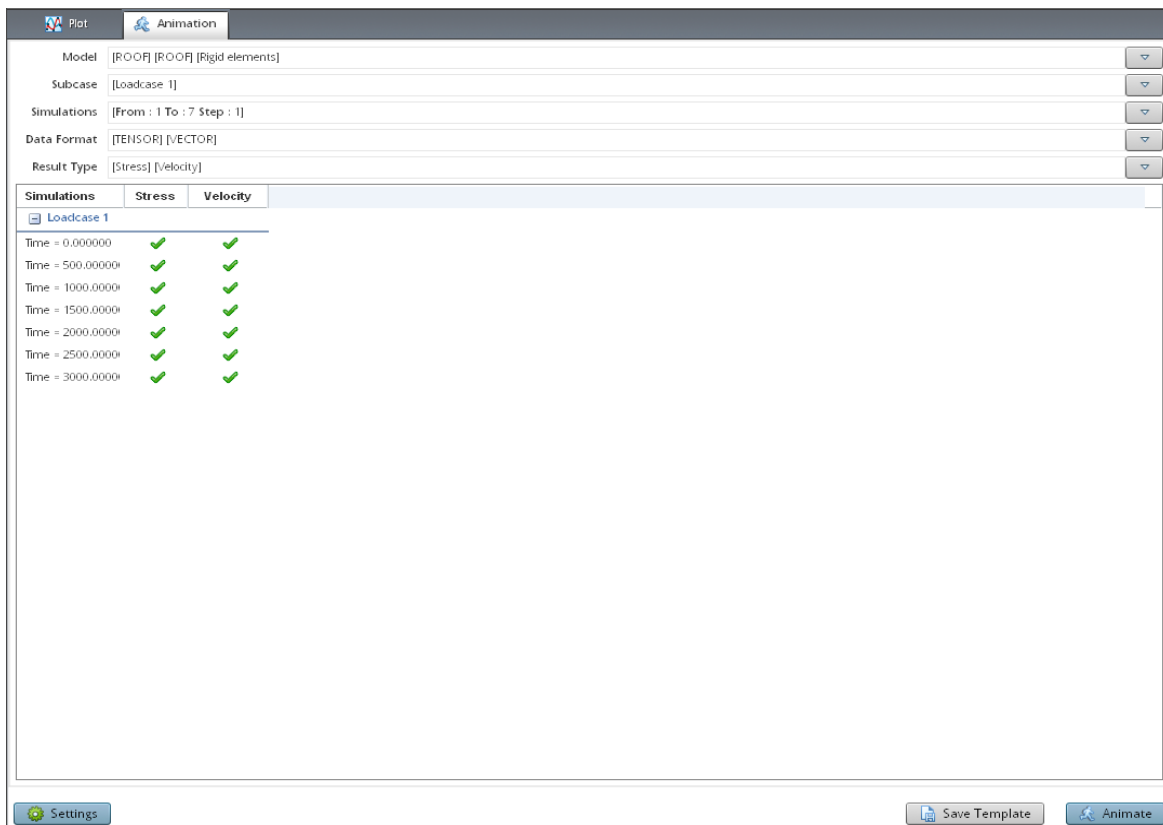 Plot Animation
Model [ROOF] [ROOF] [Rigid elements]
Subcase [Loadcase 1]
Simulations [From : 1 To : 7 Step : 1]
Data Format [TENSOR] [VECTOR]
Result Type [Stress] [Velocity]
Simulations Stress Velocity
Loadcase 1
Time = 0.000000
Time = 500.00000
Time = 1000.0000
Time = 1500.0000
Time = 2000.0000
Time = 2500.0000
Time = 3000.0000
Settings Save Template Animate